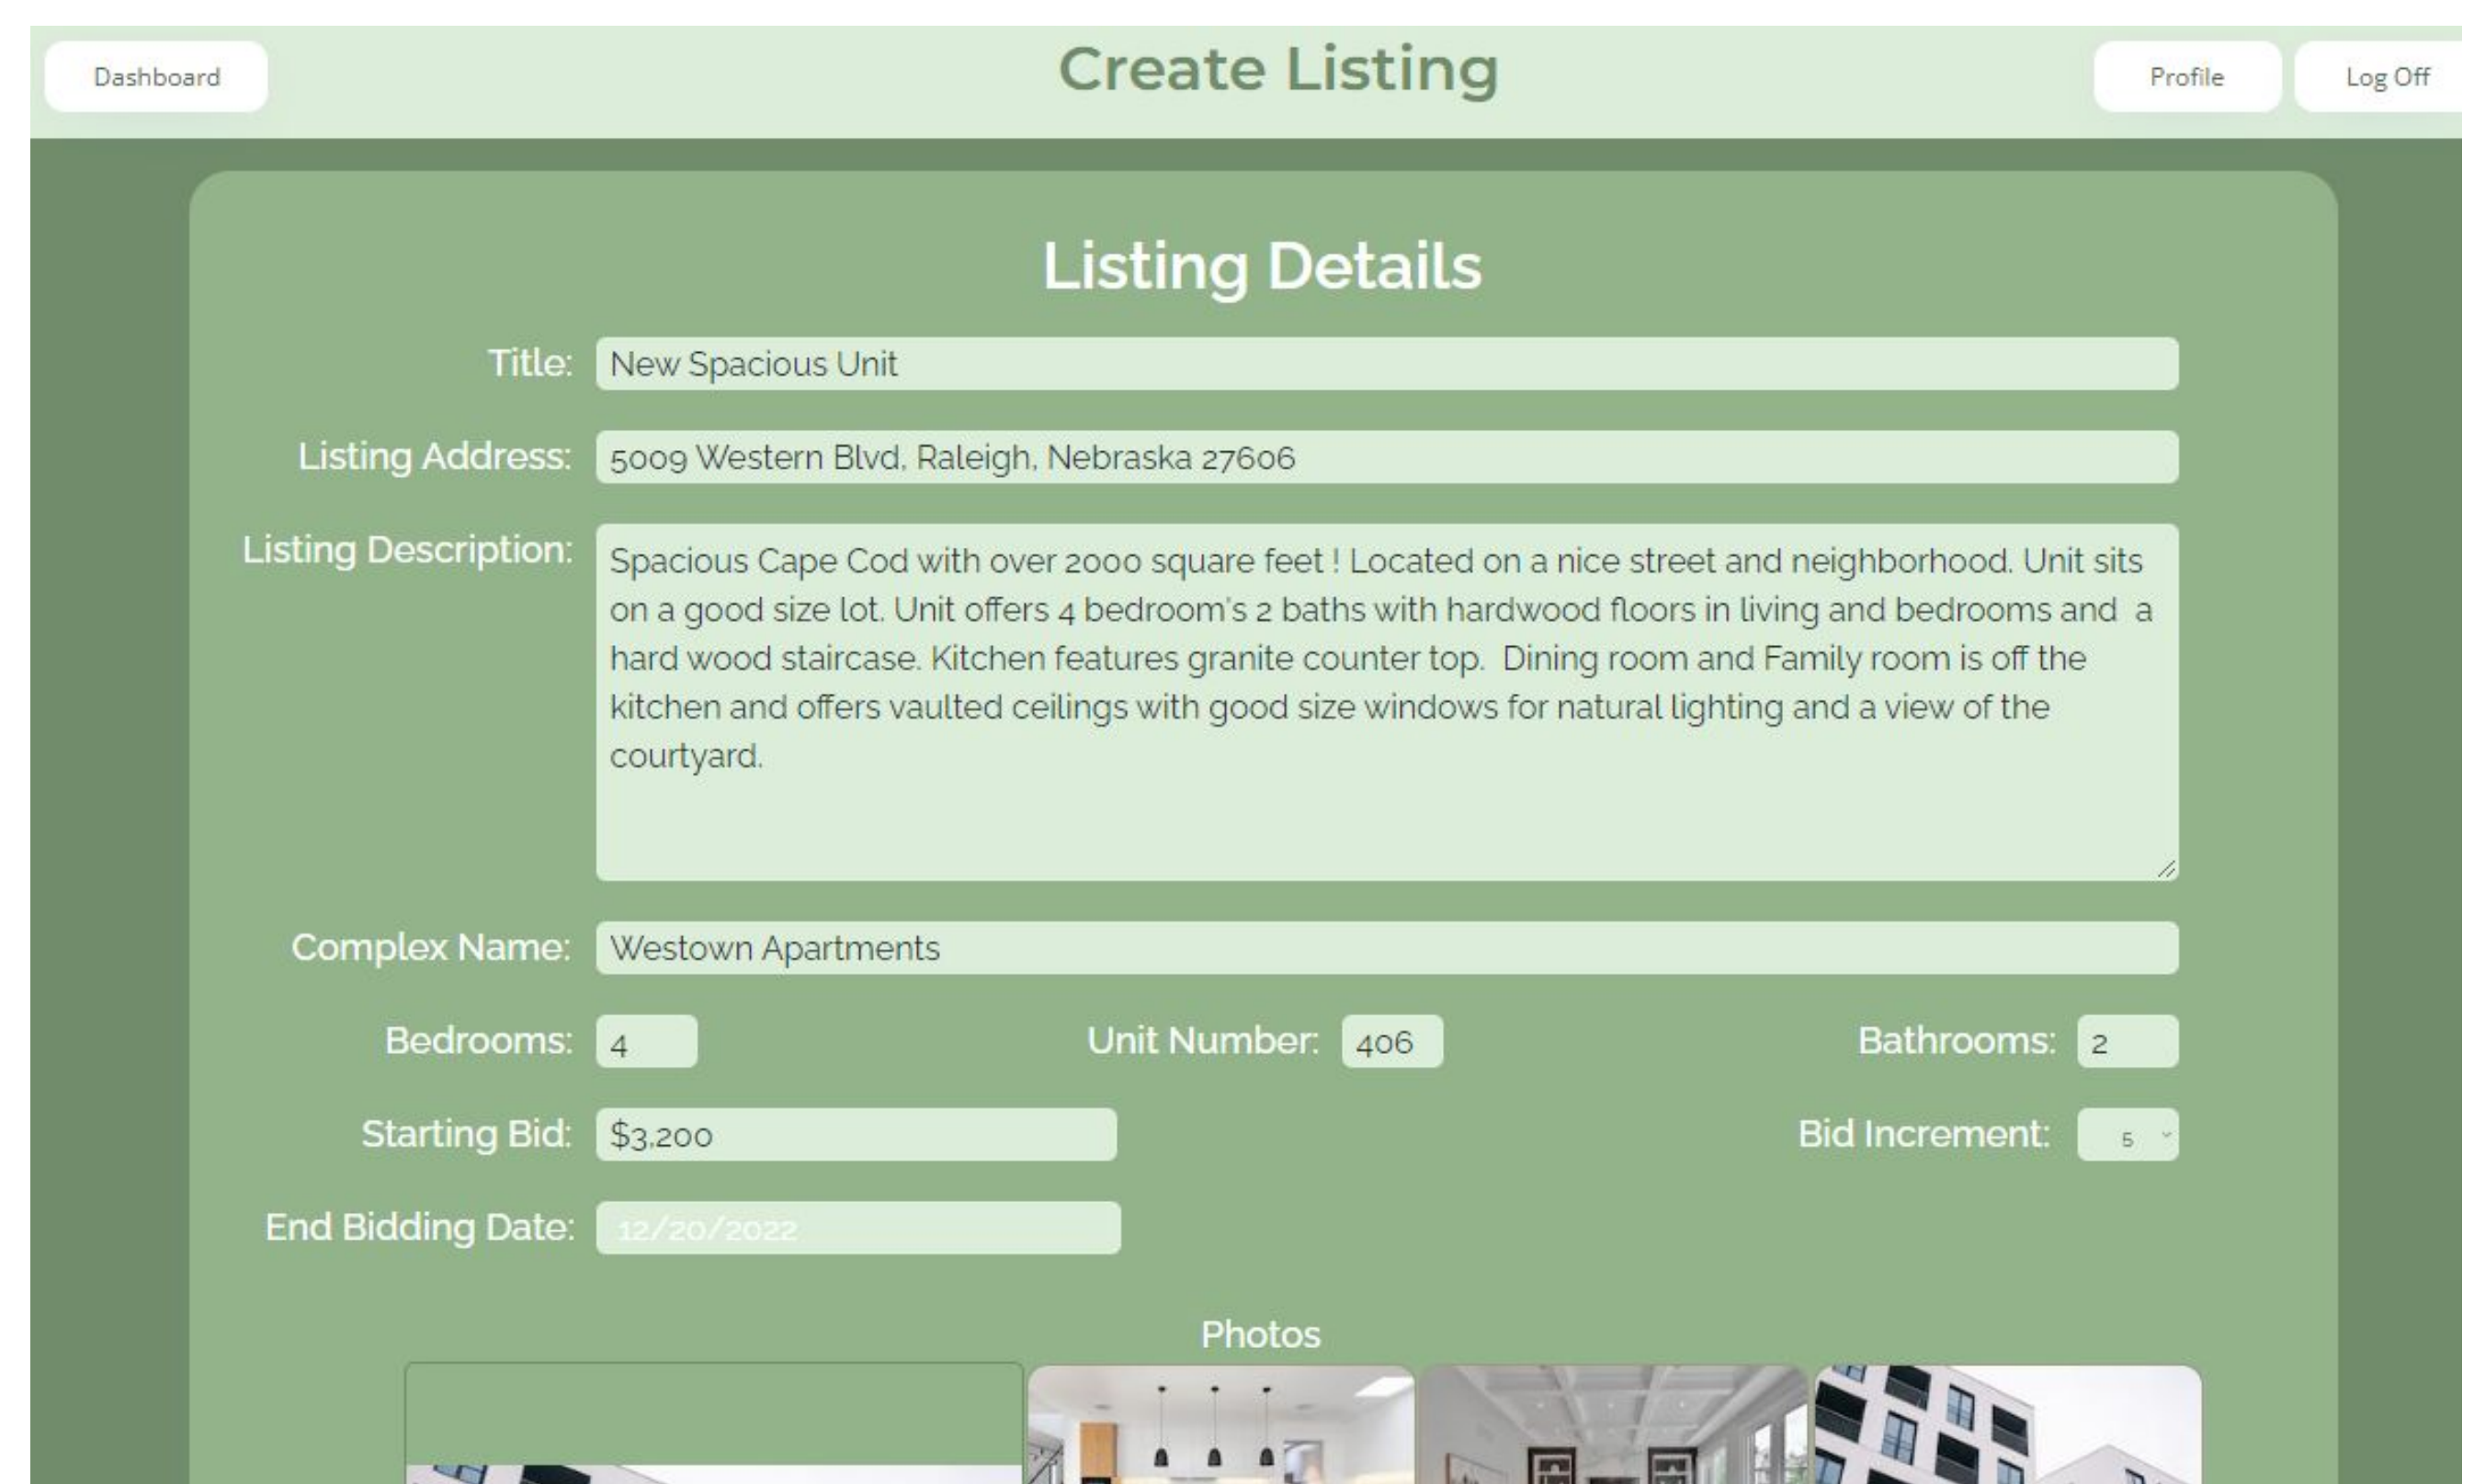 Dashboard
Create Listing
Profile
Log Off
Listing Details
Title: New Spacious Unit
Listing Address: 5009 Western Blvd, Raleigh, Nebraska 27606
Listing Description: Spacious Cape Cod with over 2000 square feet ! Located on a nice street and neighborhood. Unit sits
on a good size lot. Unit offers 4 bedroom's 2 baths with hardwood floors in living and bedrooms and  a
hard wood staircase. Kitchen features granite counter top.  Dining room and Family room is off the
kitchen and offers vaulted ceilings with good size windows for natural lighting and a view of the
courtyard.
Complex Name: Westown Apartments
Bedrooms: 4 Unit Number: 406 Bathrooms: 2
Starting Bid: $3,200 Bid Increment: 5
End Bidding Date: 12/20/2022
Photos